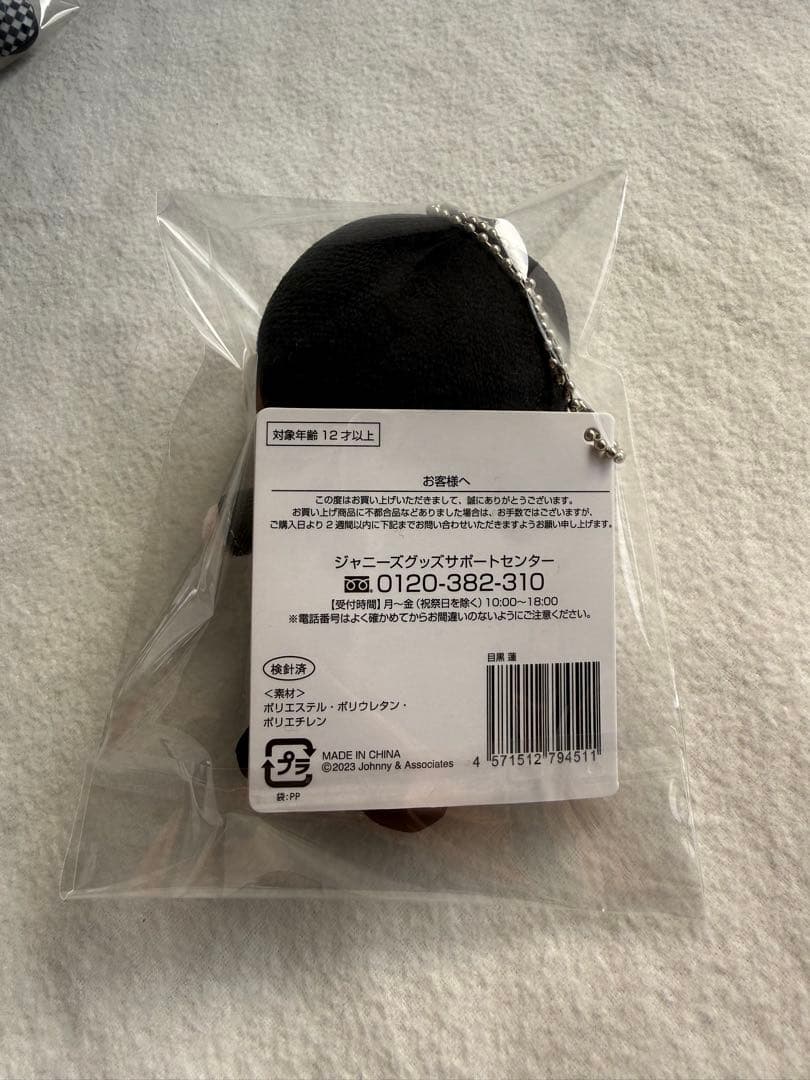 対象年齢 12 才以上
お客様へ
この度はお買い上げいただきまして、誠にありがとうございます。
お買い上げ商品に不都合品などありました場合は、お手数ではございますが、
ご購入日より 2 週間以内に下記までお問い合わせいただきますようお願い申し上げます。
ジャニーズグッズサポートセンター
0120-382-310
【受付時間】月〜金（祝祭日を除く）10:00〜18:00
※電話番号はよく確かめてからお間違いのないようにご注意ください。
検針済
目黒 蓮
＜素材＞
ポリエステル・ポリウレタン・
ポリエチレン
プラ
袋:PP
MADE IN CHINA
©2023 Johnny & Associates
4 571512 794511